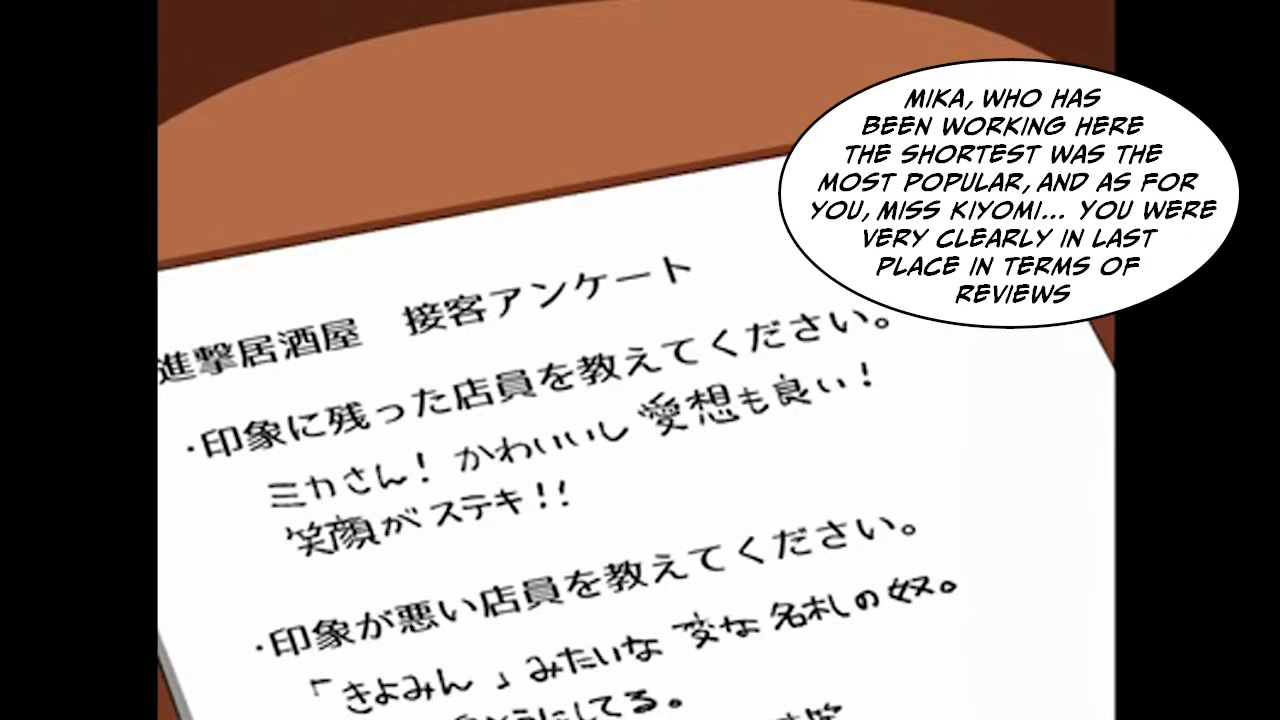 MIKA, WHO HAS
BEEN WORKING HERE
THE SHORTEST WAS THE
MOST POPULAR, AND AS FOR
YOU, MISS KIYOMI... YOU WERE
VERY CLEARLY IN LAST
PLACE IN TERMS OF
REVIEWS
進撃居酒屋 接客アンケート
・印象に残った店員を教えてください。
ミカさん! かわいいし 愛想も良い!
笑顔がステキ!!
・印象が悪い店員を教えてください。
「きよみん」みたいな 変な 名札の奴。
うにしてる。